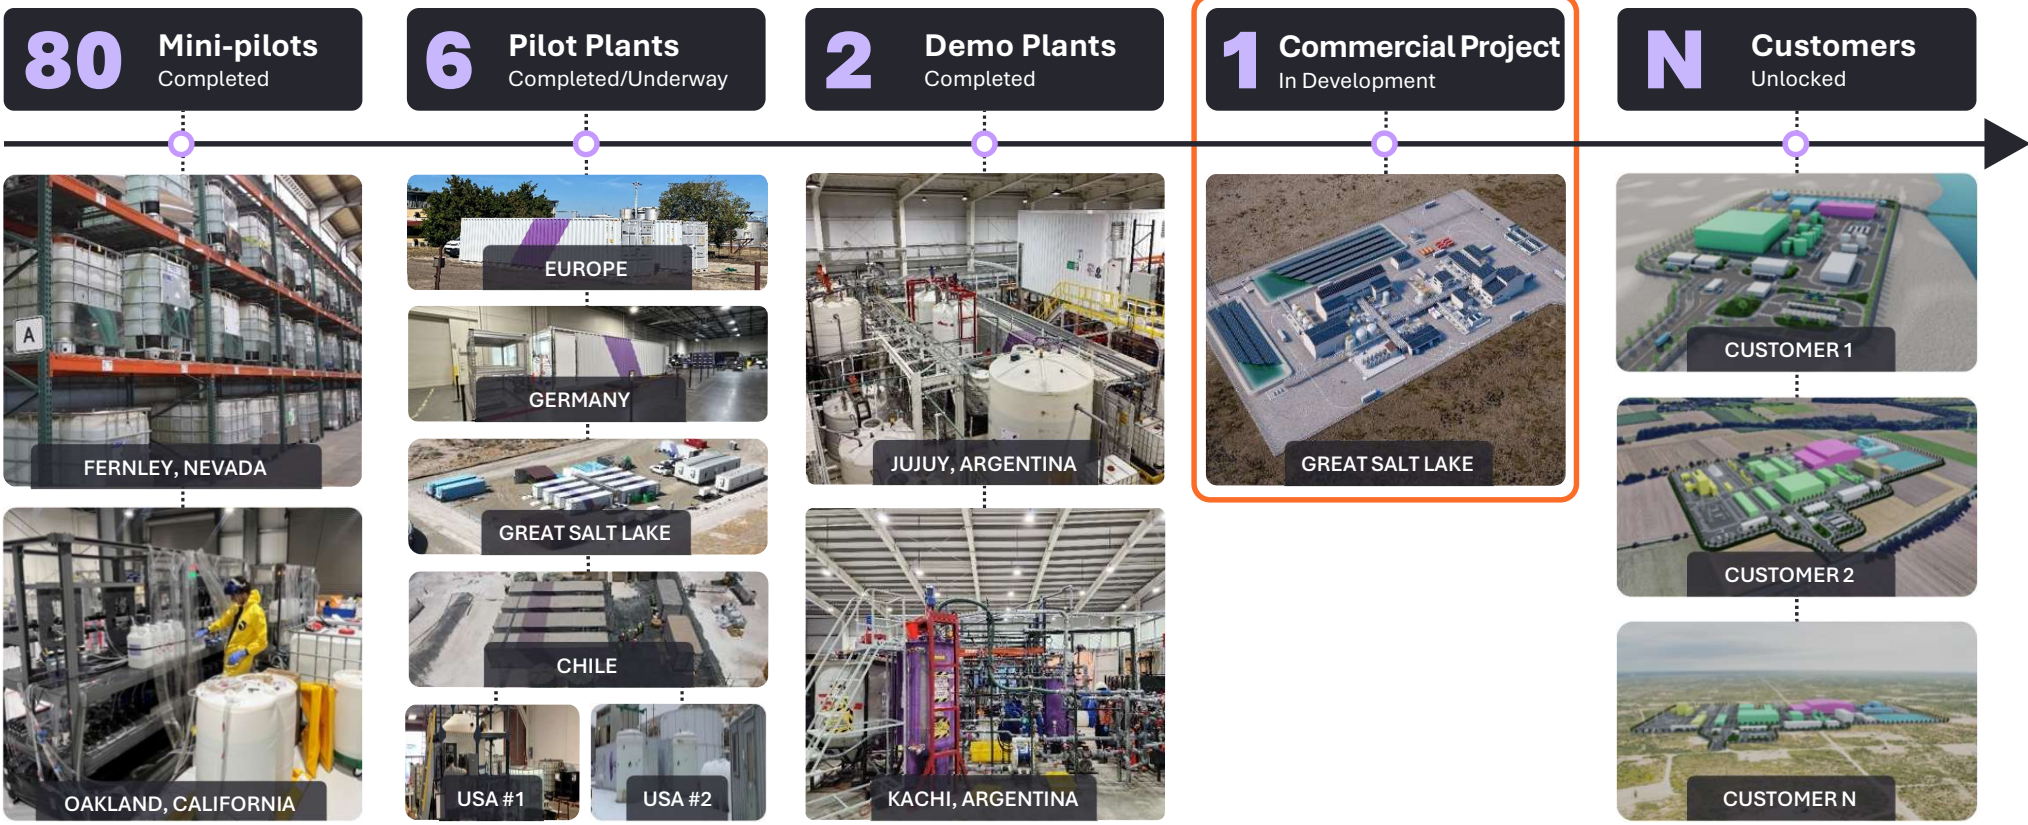 80
Mini-pilots
Completed
6
Pilot Plants
Completed/Underway
2
Demo Plants
Completed
1
Commercial Project
In Development
N
Customers
Unlocked
A
FERNLEY, NEVADA
OAKLAND, CALIFORNIA
EUROPE
GERMANY
GREAT SALT LAKE
CHILE
USA #1
USA #2
JUJUY, ARGENTINA
KACHI, ARGENTINA
GREAT SALT LAKE
CUSTOMER 1
CUSTOMER 2
CUSTOMER N